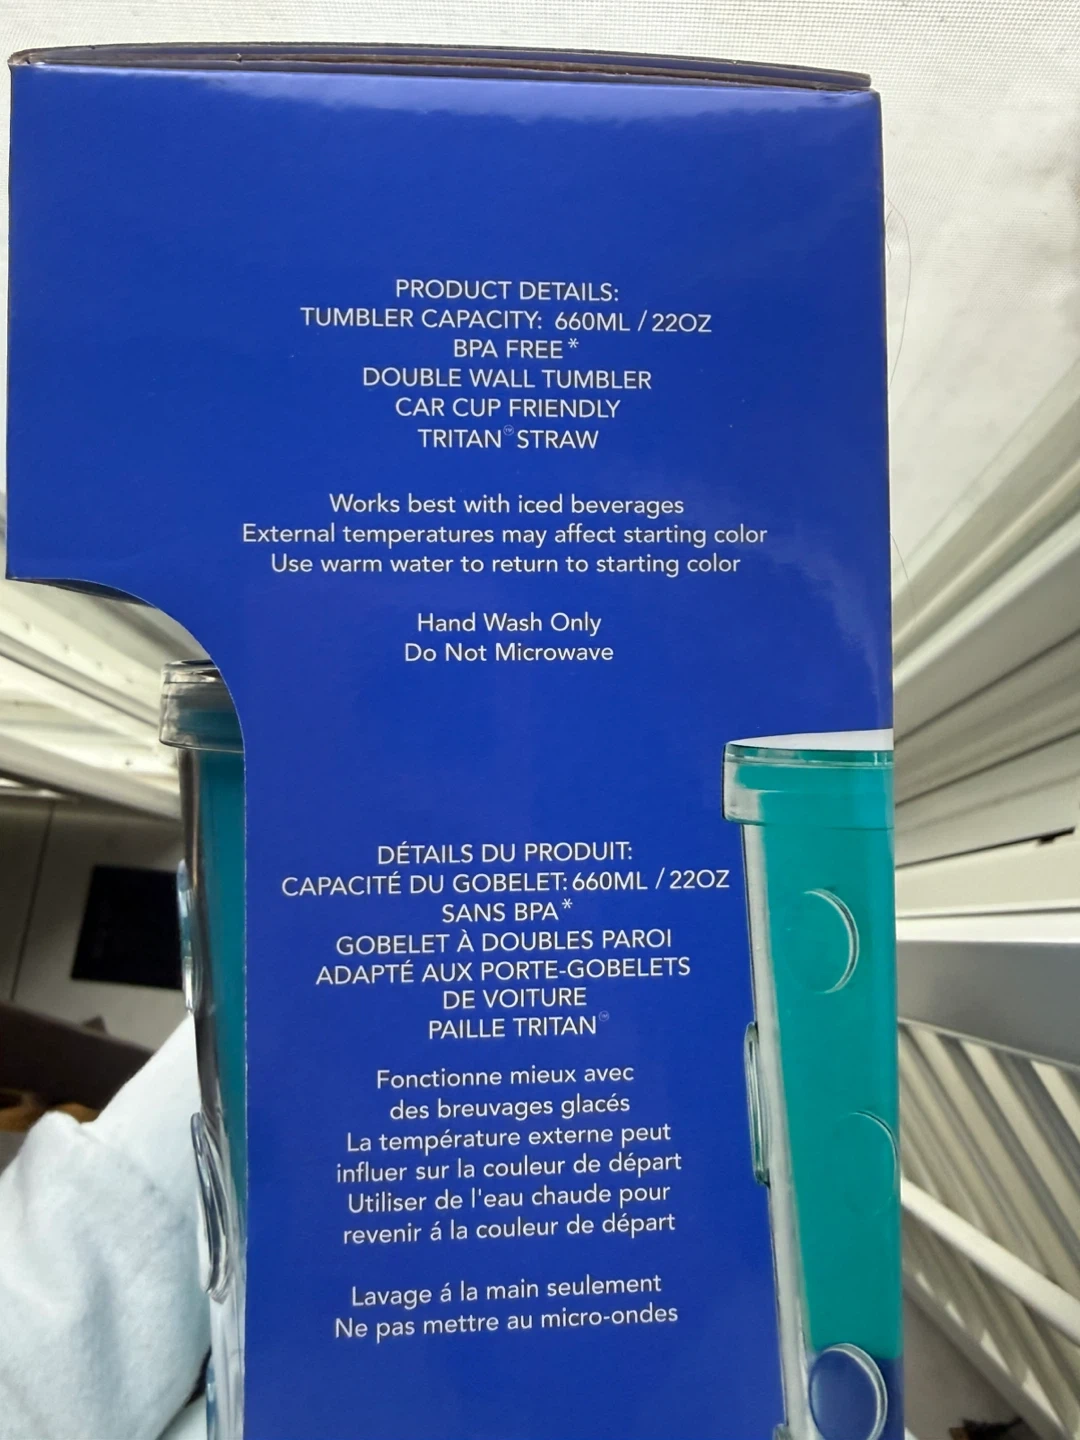 PRODUCT DETAILS:
TUMBLER CAPACITY: 660ML / 22OZ
BPA FREE*
DOUBLE WALL TUMBLER
CAR CUP FRIENDLY
TRITAN™ STRAW
Works best with iced beverages
External temperatures may affect starting color
Use warm water to return to starting color
Hand Wash Only
Do Not Microwave
DÉTAILS DU PRODUIT:
CAPACITÉ DU GOBELET: 660ML / 22OZ
SANS BPA*
GOBELET À DOUBLES PAROI
ADAPTÉ AUX PORTE-GOBELETS
DE VOITURE
PAILLE TRITAN™
Fonctionne mieux avec
des breuvages glacés
La température externe peut
influer sur la couleur de départ
Utiliser de l'eau chaude pour
revenir á la couleur de départ
Lavage á la main seulement
Ne pas mettre au micro-ondes